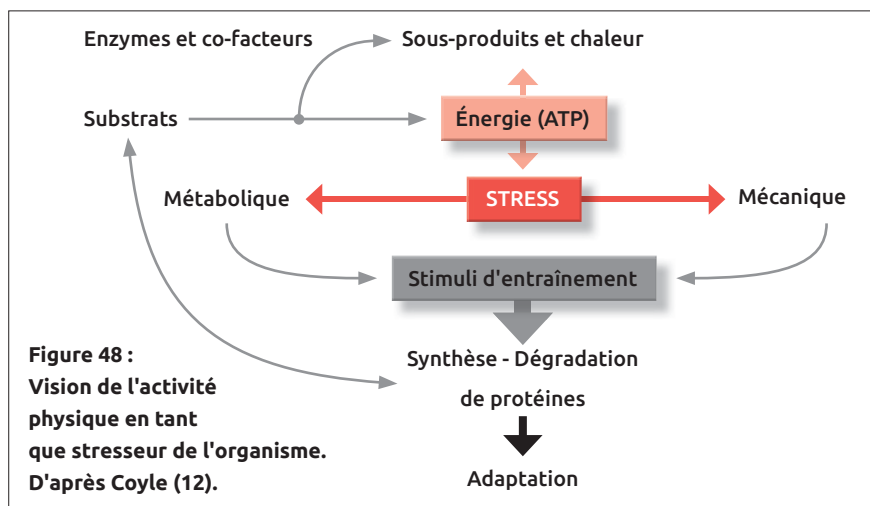 Enzymes et co-facteurs
Sous-produits et chaleur
Substrats
Énergie (ATP)
Métabolique
STRESS
Mécanique
Stimuli d'entraînement
Synthèse - Dégradation
de protéines
Adaptation
Figure 48 :
Vision de l'activité
physique en tant
que stresseur de l'organisme.
D'après Coyle (12).